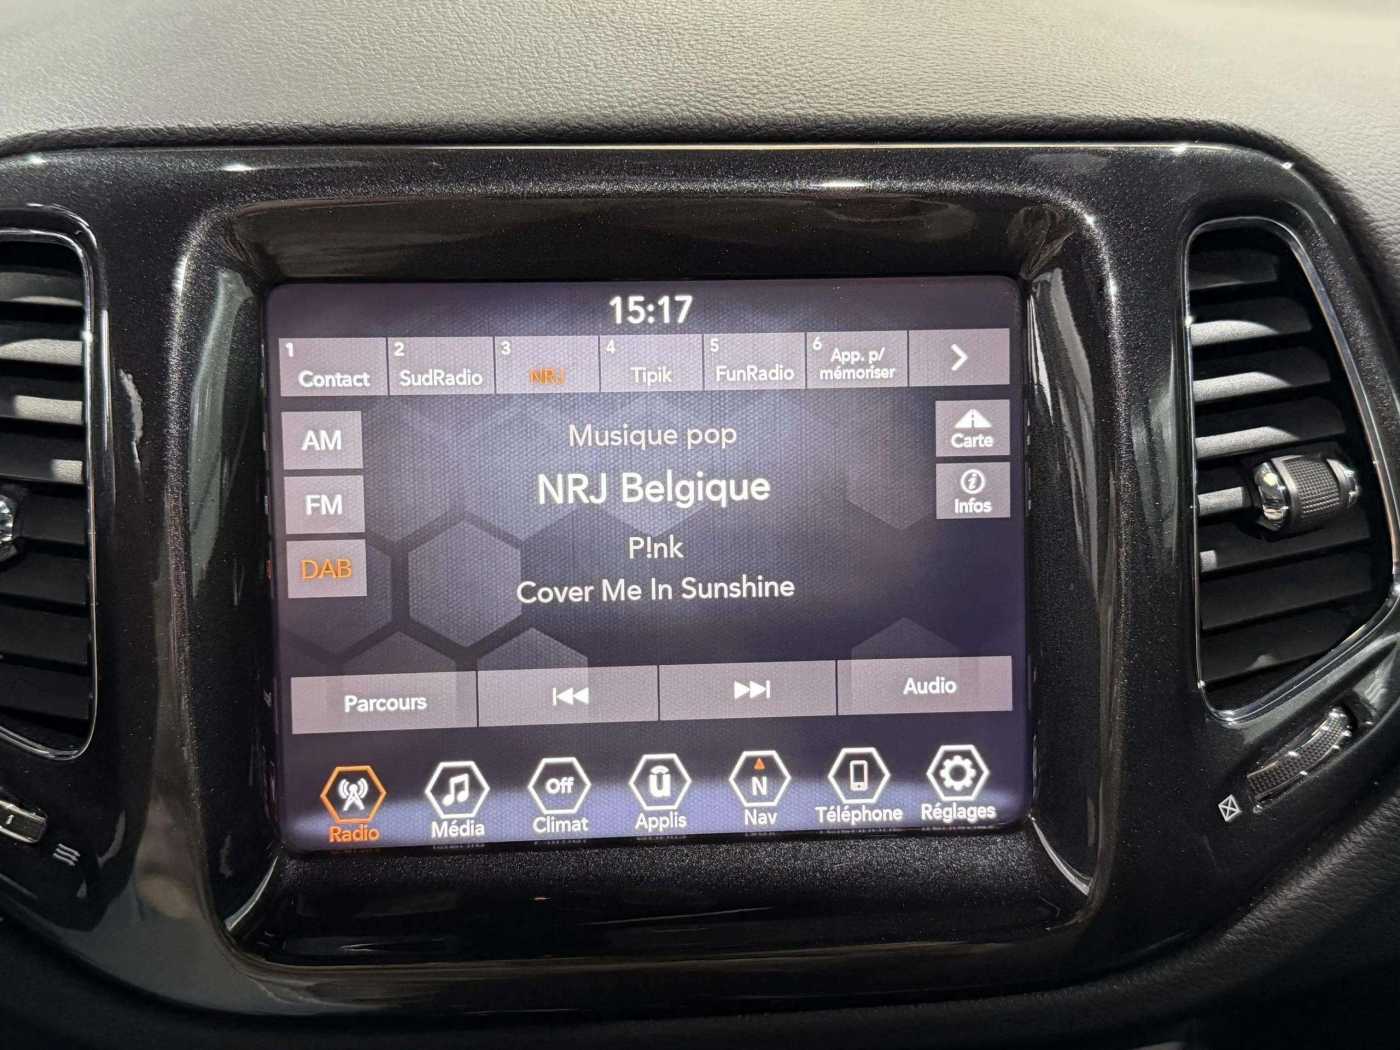 15:17
1 Contact
2 SudRadio
3 NRJ
4 Tipik
5 FunRadio
6 App. p/
mémoriser
AM
FM
DAB
Musique pop
NRJ Belgique
P!nk
Cover Me In Sunshine
Carte
Infos
Parcours
Audio
Radio
Média
Off
Climat
Applis
N
Nav
Téléphone
Réglages